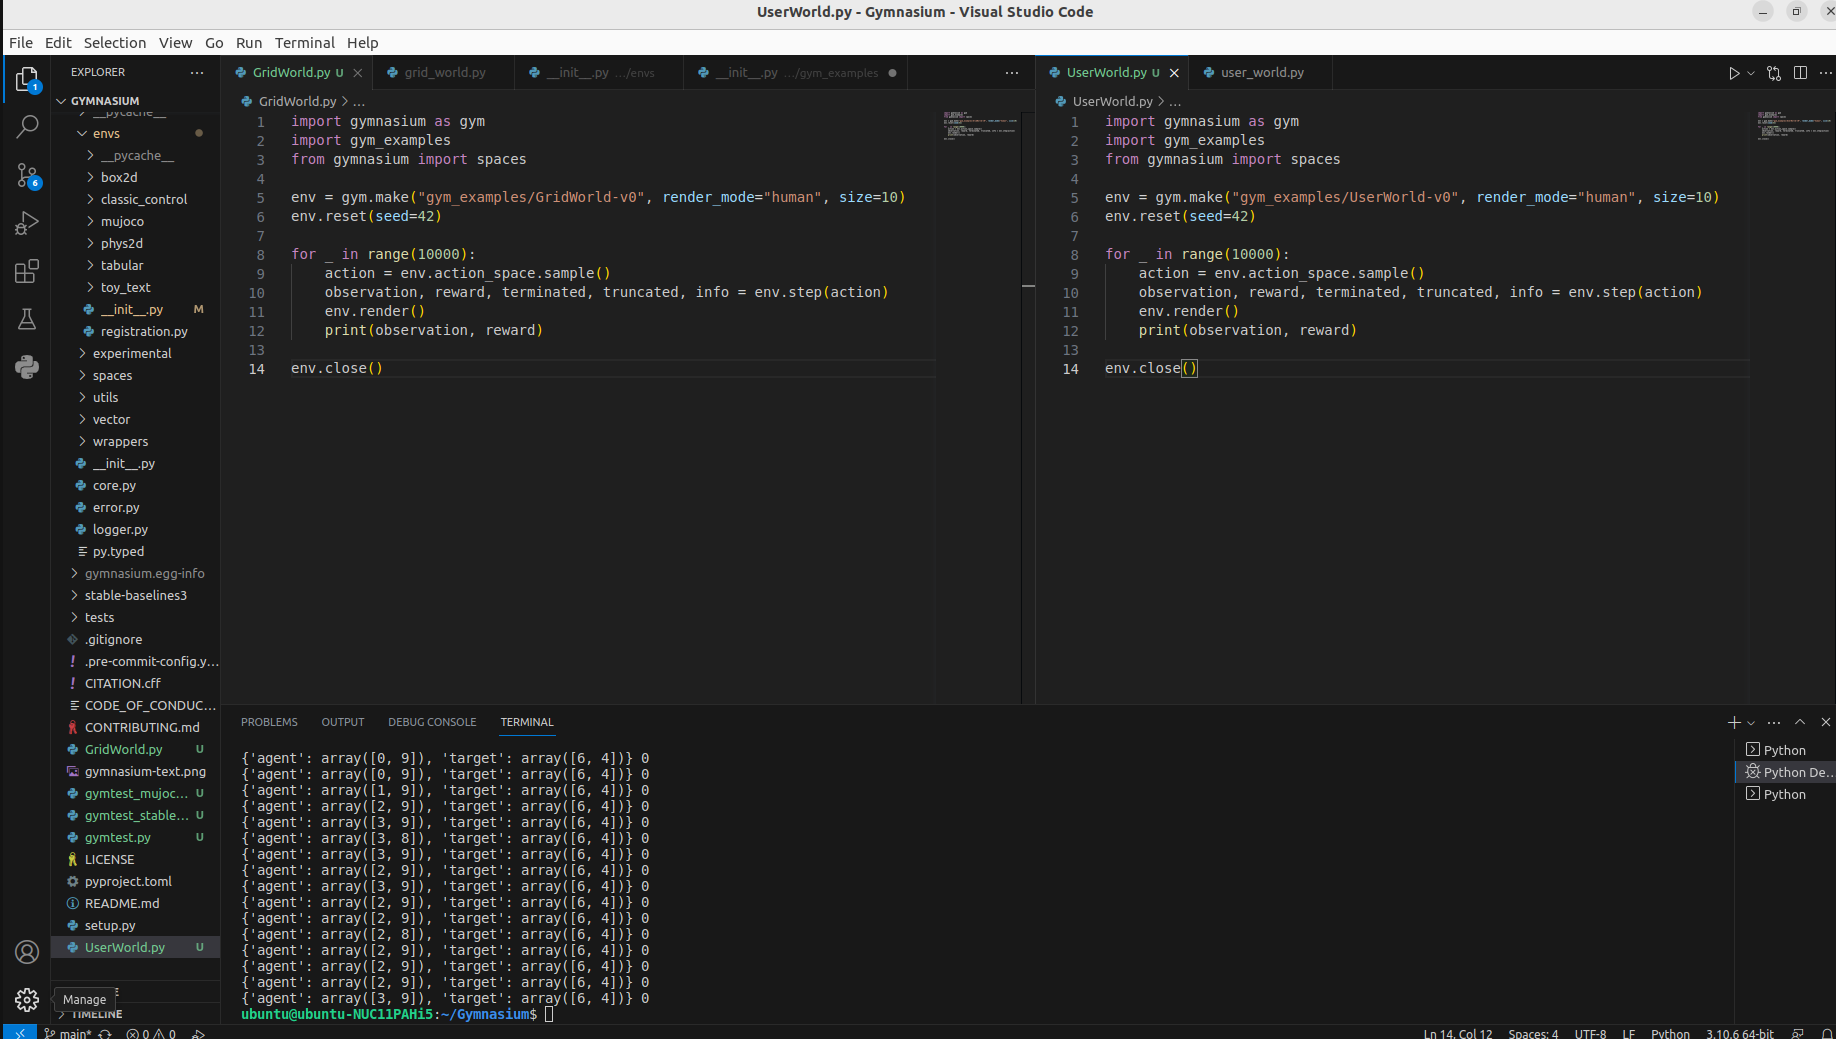 UserWorld.py - Gymnasium - Visual Studio Code
File Edit Selection View Go Run Terminal Help
EXPLORER
GYMNASIUM
__pycache__
envs
__pycache__
box2d
classic_control
mujoco
phys2d
tabular
toy_text
__init__.py M
registration.py
experimental
spaces
utils
vector
wrappers
__init__.py
core.py
error.py
logger.py
py.typed
gymnasium.egg-info
stable-baselines3
tests
.gitignore
.pre-commit-config.y...
CITATION.cff
CODE_OF_CONDUC...
CONTRIBUTING.md
GridWorld.py U
gymnasium-text.png
gymtest_mujoc... U
gymtest_stable... U
gymtest.py U
LICENSE
pyproject.toml
README.md
setup.py
UserWorld.py U
Manage
TIMELINE
1
6
GridWorld.py U
grid_world.py
__init__.py .../envs
__init__.py .../gym_examples
GridWorld.py > ...
1 import gymnasium as gym
2 import gym_examples
3 from gymnasium import spaces
4
5 env = gym.make("gym_examples/GridWorld-v0", render_mode="human", size=10)
6 env.reset(seed=42)
7
8 for _ in range(10000):
9 action = env.action_space.sample()
10 observation, reward, terminated, truncated, info = env.step(action)
11 env.render()
12 print(observation, reward)
13
14 env.close()
UserWorld.py U
user_world.py
UserWorld.py > ...
1 import gymnasium as gym
2 import gym_examples
3 from gymnasium import spaces
4
5 env = gym.make("gym_examples/UserWorld-v0", render_mode="human", size=10)
6 env.reset(seed=42)
7
8 for _ in range(10000):
9 action = env.action_space.sample()
10 observation, reward, terminated, truncated, info = env.step(action)
11 env.render()
12 print(observation, reward)
13
14 env.close()
PROBLEMS OUTPUT DEBUG CONSOLE TERMINAL
{'agent': array([0, 9]), 'target': array([6, 4])} 0
{'agent': array([0, 9]), 'target': array([6, 4])} 0
{'agent': array([1, 9]), 'target': array([6, 4])} 0
{'agent': array([2, 9]), 'target': array([6, 4])} 0
{'agent': array([3, 9]), 'target': array([6, 4])} 0
{'agent': array([3, 8]), 'target': array([6, 4])} 0
{'agent': array([3, 9]), 'target': array([6, 4])} 0
{'agent': array([2, 9]), 'target': array([6, 4])} 0
{'agent': array([3, 9]), 'target': array([6, 4])} 0
{'agent': array([2, 9]), 'target': array([6, 4])} 0
{'agent': array([2, 9]), 'target': array([6, 4])} 0
{'agent': array([2, 8]), 'target': array([6, 4])} 0
{'agent': array([2, 9]), 'target': array([6, 4])} 0
{'agent': array([2, 9]), 'target': array([6, 4])} 0
{'agent': array([2, 9]), 'target': array([6, 4])} 0
{'agent': array([3, 9]), 'target': array([6, 4])} 0
ubuntu@ubuntu-NUC11PAHi5:~/Gymnasium$
Python
Python De...
Python
main* 0 0
Ln 14, Col 12 Spaces: 4 UTF-8 LF Python 3.10.6 64-bit